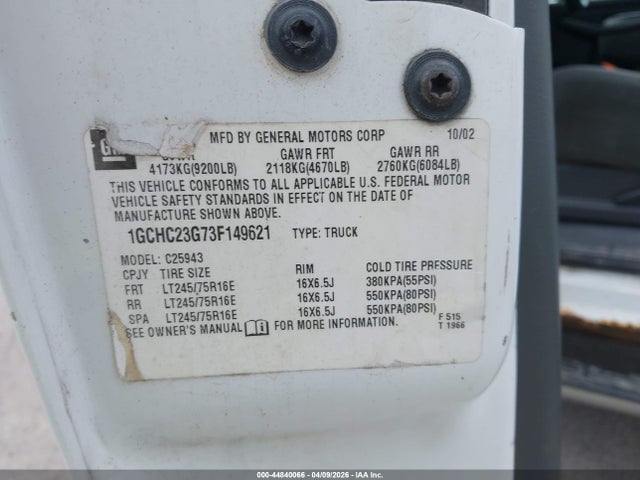 MFD BY GENERAL MOTORS CORP 10/02
GM GAWR FRT GAWR RR
4173KG(9200LB) 2118KG(4670LB) 2760KG(6084LB)
THIS VEHICLE CONFORMS TO ALL APPLICABLE U.S. FEDERAL MOTOR
VEHICLE SAFETY STANDARDS IN EFFECT ON THE DATE OF
MANUFACTURE SHOWN ABOVE.
1GCHC23G73F149621 TYPE: TRUCK
MODEL: C25943
CPJY TIRE SIZE RIM COLD TIRE PRESSURE
FRT LT245/75R16E 16X6.5J 380KPA(55PSI)
RR LT245/75R16E 16X6.5J 550KPA(80PSI)
SPA LT245/75R16E 16X6.5J 550KPA(80PSI)
SEE OWNER'S MANUAL FOR MORE INFORMATION.
F 515
T 1966
000-44840066 - 04/09/2026 - IAA Inc.